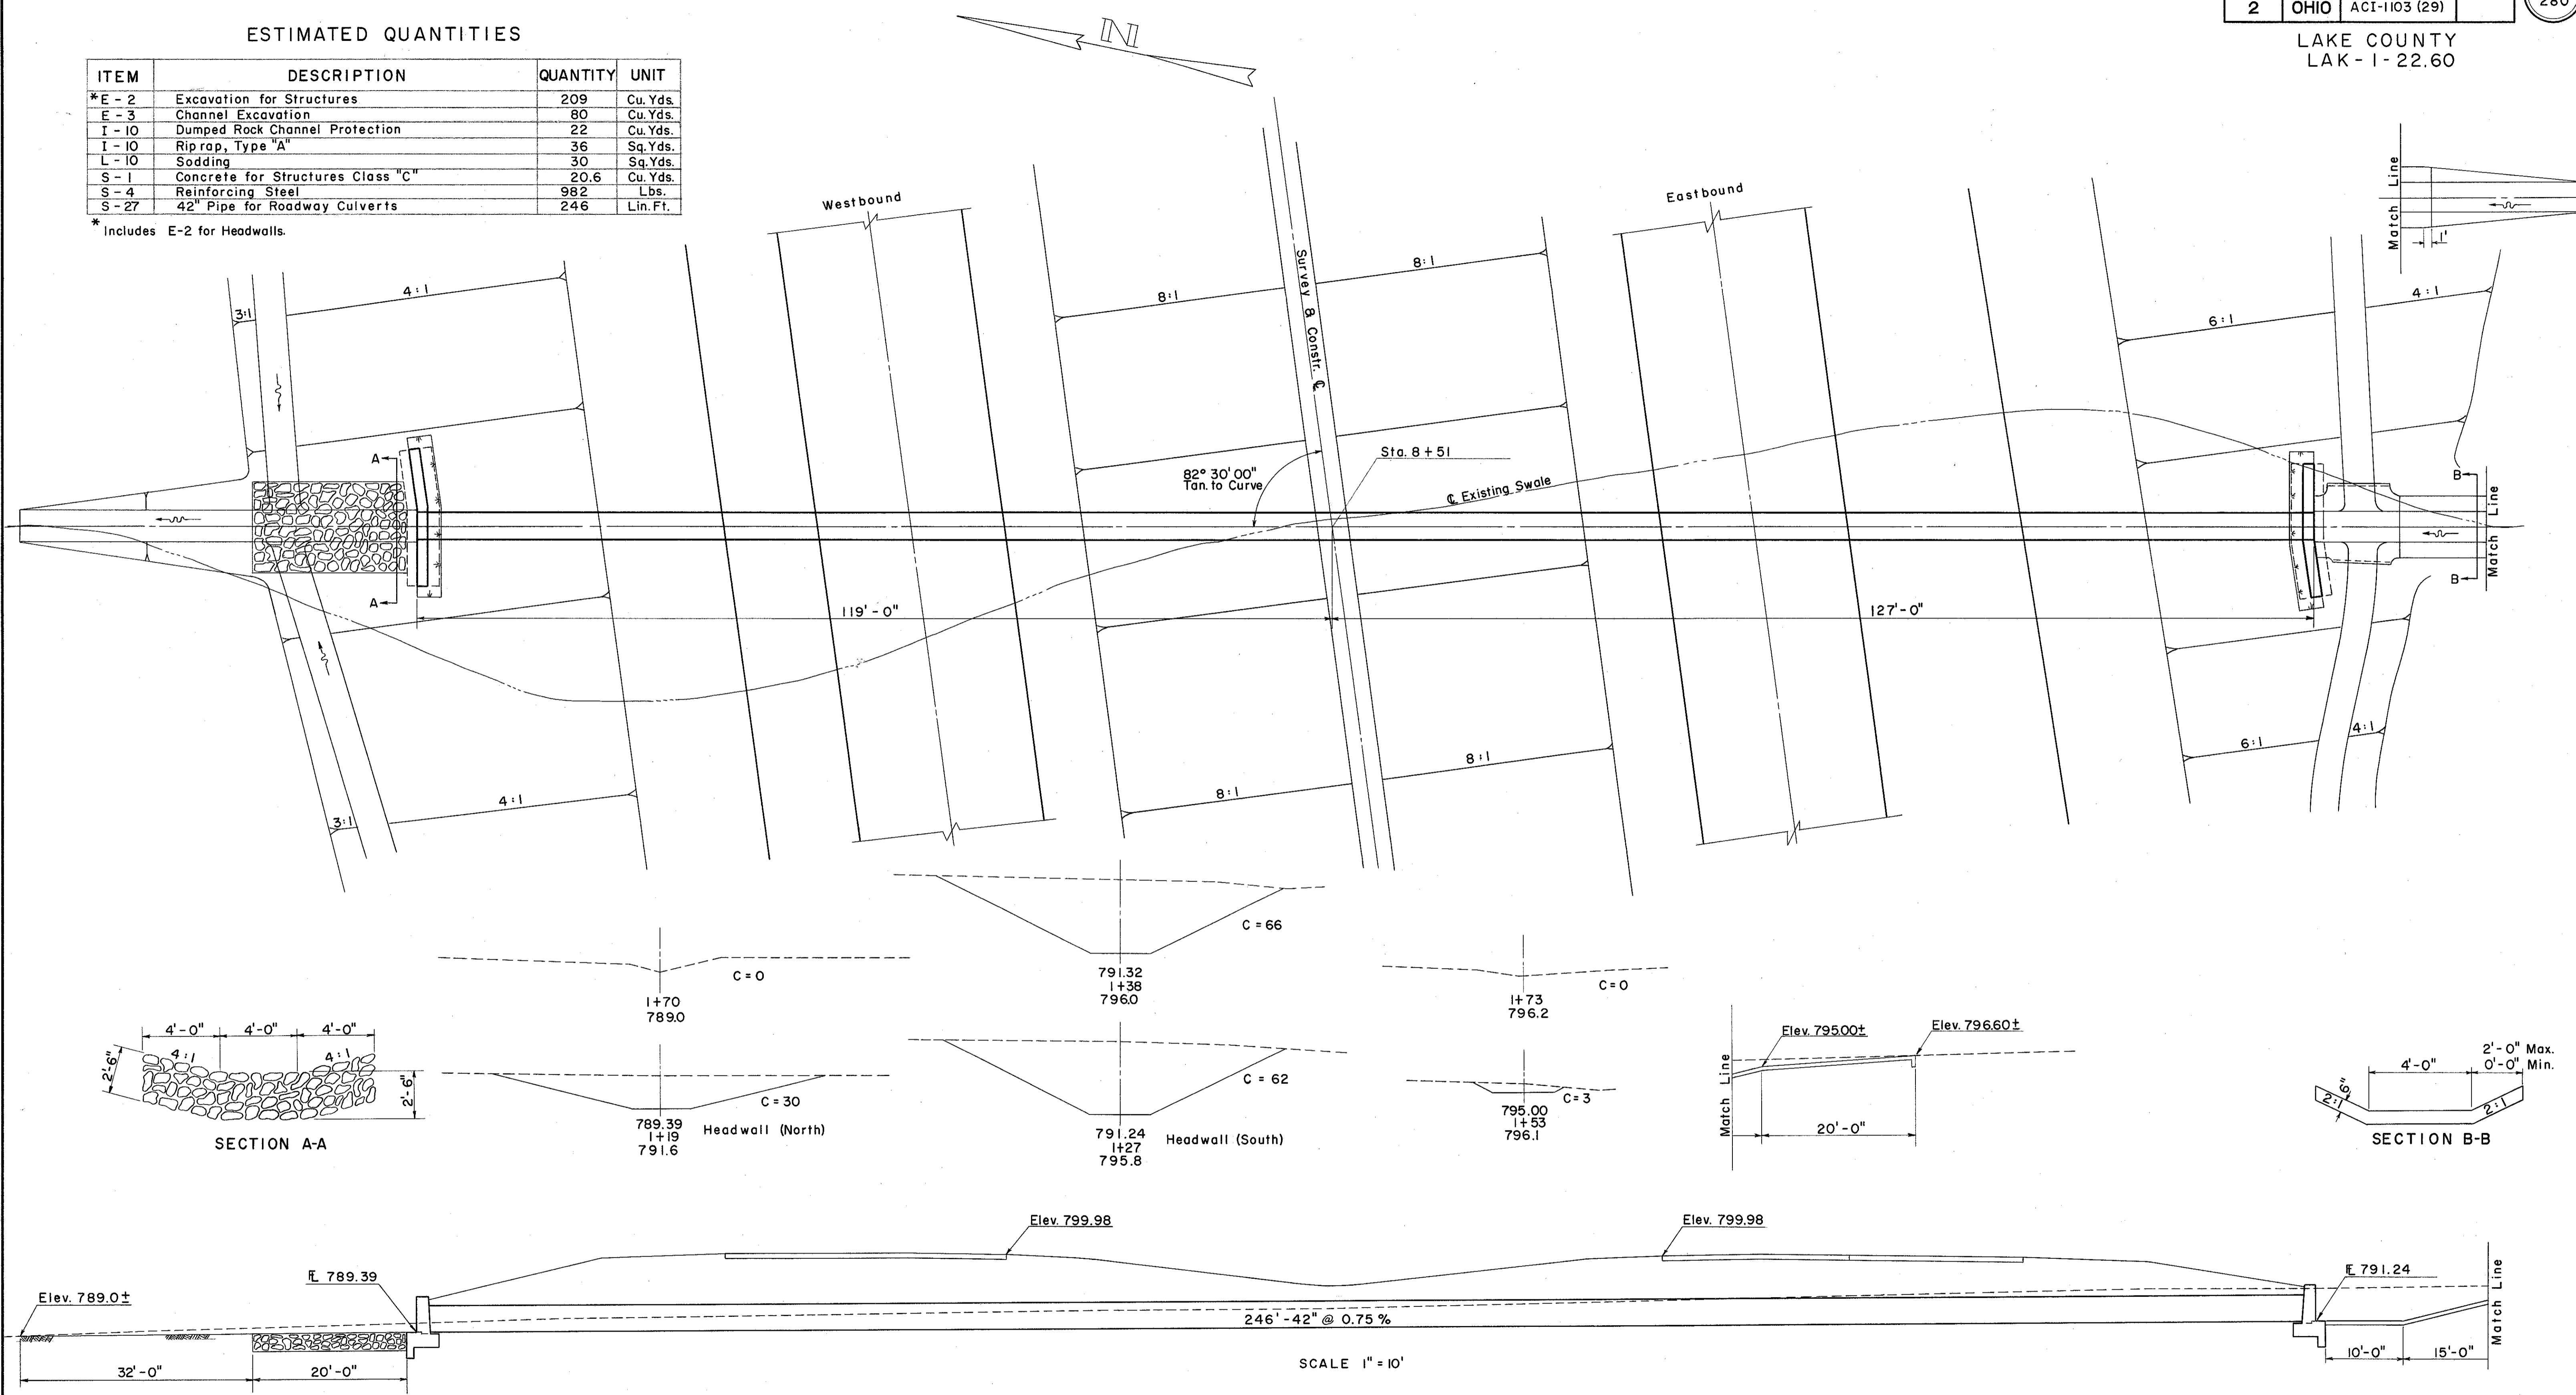 ESTIMATED QUANTITIES
ITEM DESCRIPTION QUANTITY UNIT
*E - 2 Excavation for Structures 209 Cu. Yds.
E - 3 Channel Excavation 80 Cu. Yds.
I - 10 Dumped Rock Channel Protection 22 Cu. Yds.
I - 10 Rip rap, Type "A" 36 Sq. Yds.
L - 10 Sodding 30 Sq. Yds.
S - 1 Concrete for Structures Class "C" 20.6 Cu. Yds.
S - 4 Reinforcing Steel 982 Lbs.
S - 27 42" Pipe for Roadway Culverts 246 Lin. Ft.
* Includes E-2 for Headwalls.
N
2 OHIO ACI-1103 (29)
280
LAKE COUNTY
LAK - 1 - 22.60
Match Line
1'
Westbound
Eastbound
Survey & Constr. ℄
3:1
4:1
8:1
8:1
6:1
4:1
A
A
82° 30' 00"
Tan. to Curve
Sta. 8 + 51
℄ Existing Swale
B
B
Match Line
119' - 0"
127' - 0"
3:1
4:1
8:1
8:1
6:1
4:1
C = 66
791.32
1+38
796.0
C = 0
1+70
789.0
C = 0
1+73
796.2
4'-0" 4'-0" 4'-0"
4:1 4:1
2'-6"
2'-6"
SECTION A-A
C = 30
789.39
1+19
791.6
Headwall (North)
C = 62
791.24
1+27
795.8
Headwall (South)
C = 3
795.00
1+53
796.1
Elev. 795.00±
Elev. 796.60±
Match Line
20'-0"
4'-0"
2'-0" Max.
0'-0" Min.
6"
2:1
2:1
SECTION B-B
Elev. 799.98
Elev. 799.98
Elev. 789.0±
FL 789.39
FL 791.24
Match Line
246' - 42" @ 0.75 %
32'-0"
20'-0"
SCALE 1" = 10'
10'-0"
15'-0"